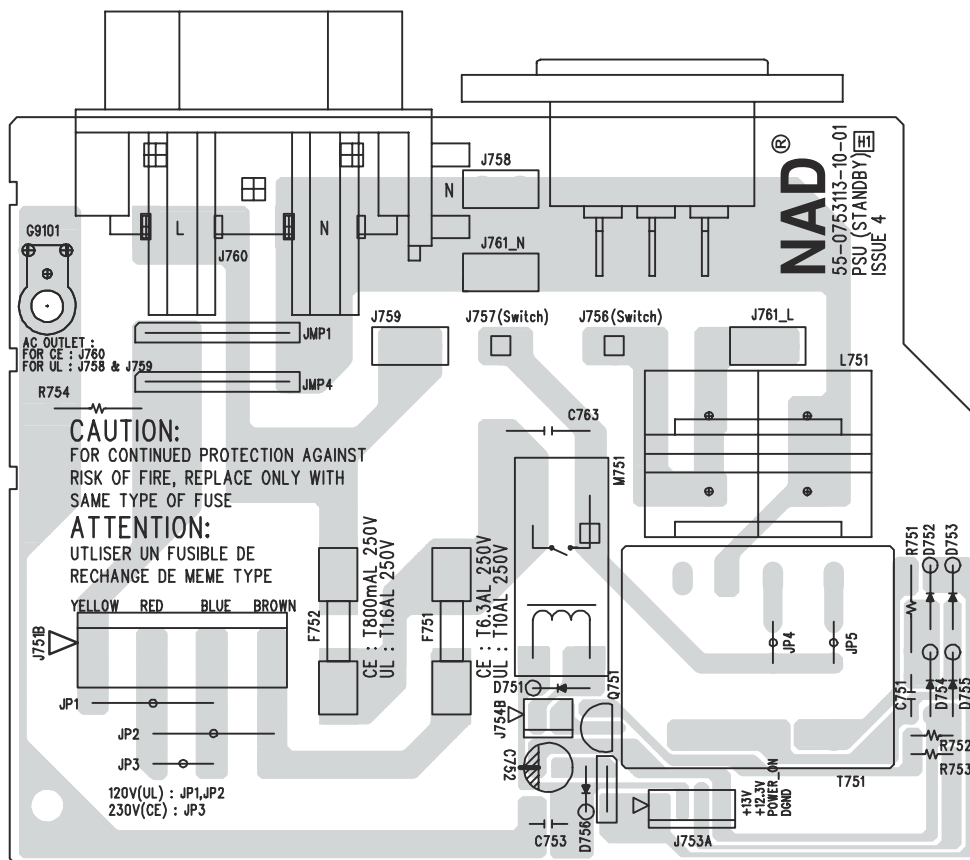 J758
N
J761_N
NAD®
55-0753113-10-01
PSU (STANDBY) H1
ISSUE 4
G9101
L
N
J760
AC OUTLET :
FOR CE : J760
FOR UL : J758 & J759
JMP1
JMP4
J759
J757(Switch)
J756(Switch)
J761_L
L751
R754
CAUTION:
FOR CONTINUED PROTECTION AGAINST
RISK OF FIRE, REPLACE ONLY WITH
SAME TYPE OF FUSE
ATTENTION:
UTLISER UN FUSIBLE DE
RECHANGE DE MEME TYPE
C763
M751
YELLOW RED BLUE BROWN
J751B
F752
CE : T800mAL 250V
UL : T1.6AL 250V
F751
CE : T6.3AL 250V
UL : T10AL 250V
R751
D752
D753
JP4
JP5
D751
Q751
J754B
C751
D754
D755
JP1
JP2
JP3
120V(UL) : JP1,JP2
230V(CE) : JP3
C752
R752
R753
T751
C753
D756
J753A
+13V
+12.3V
POWER_ON
DGND